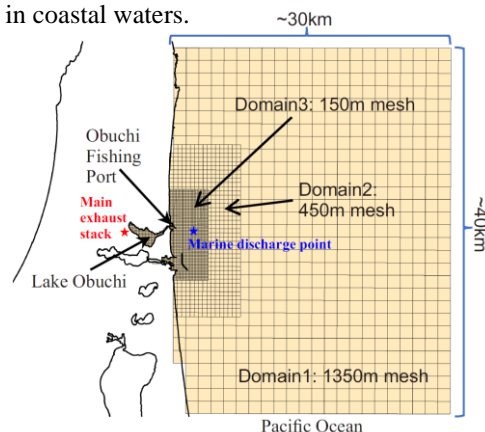 in coastal waters.
~30km
Domain3: 150m mesh
Obuchi
Fishing
Port
Domain2:
450m mesh
Main
exhaust
stack
Marine discharge point
~40km
Lake Obuchi
Domain1: 1350m mesh
Pacific Ocean